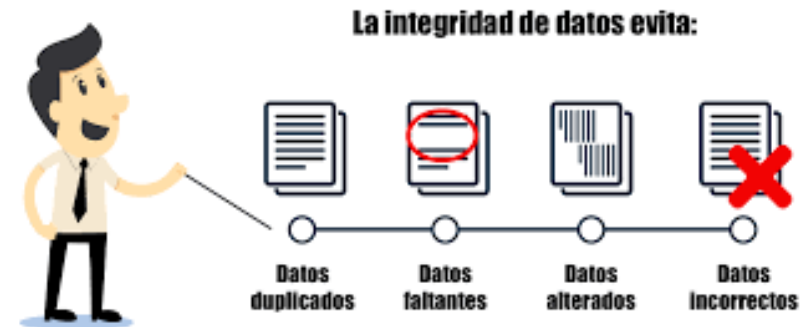 La integridad de datos evita:
Datos
duplicados
Datos
faltantes
Datos
alterados
Datos
incorrectos